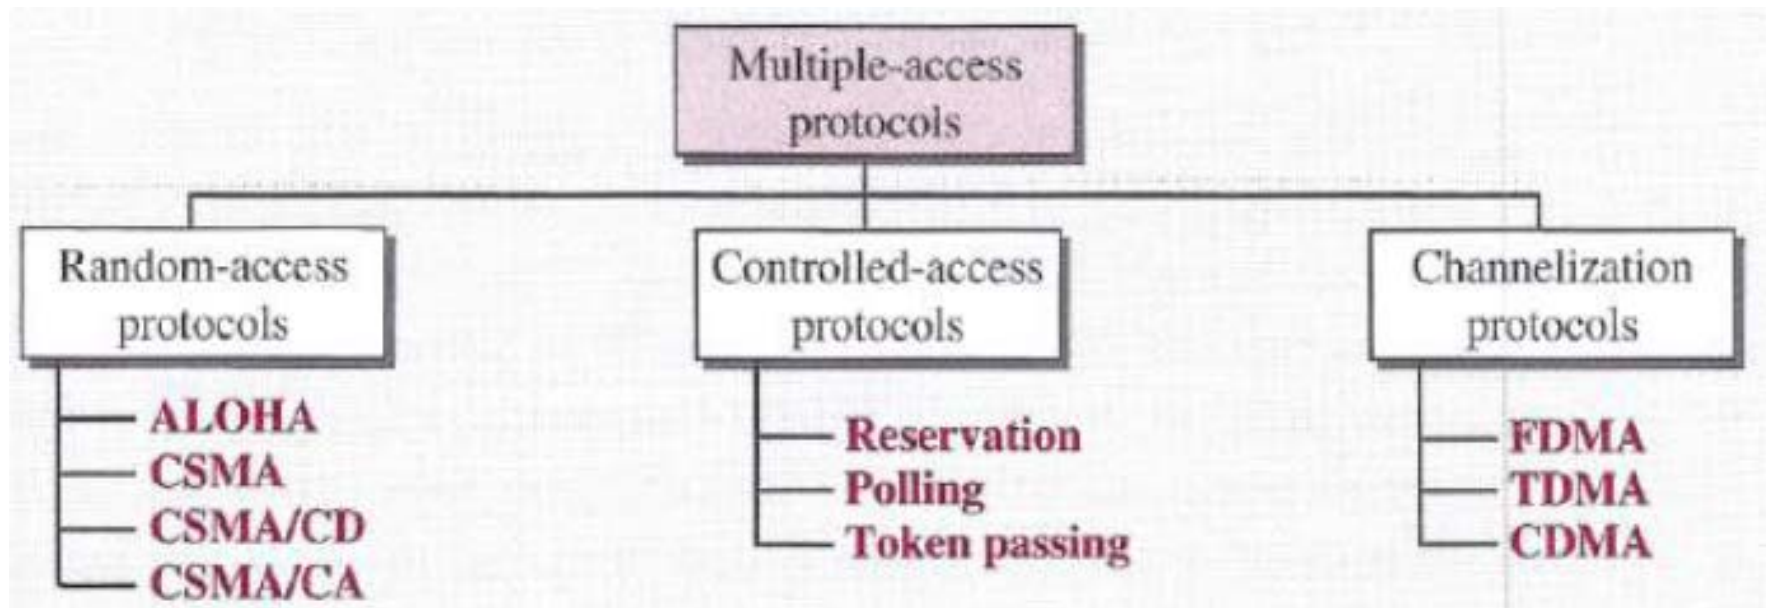 Multiple-access
protocols
Random-access
protocols
Controlled-access
protocols
Channelization
protocols
ALOHA
CSMA
CSMA/CD
CSMA/CA
Reservation
Polling
Token passing
FDMA
TDMA
CDMA